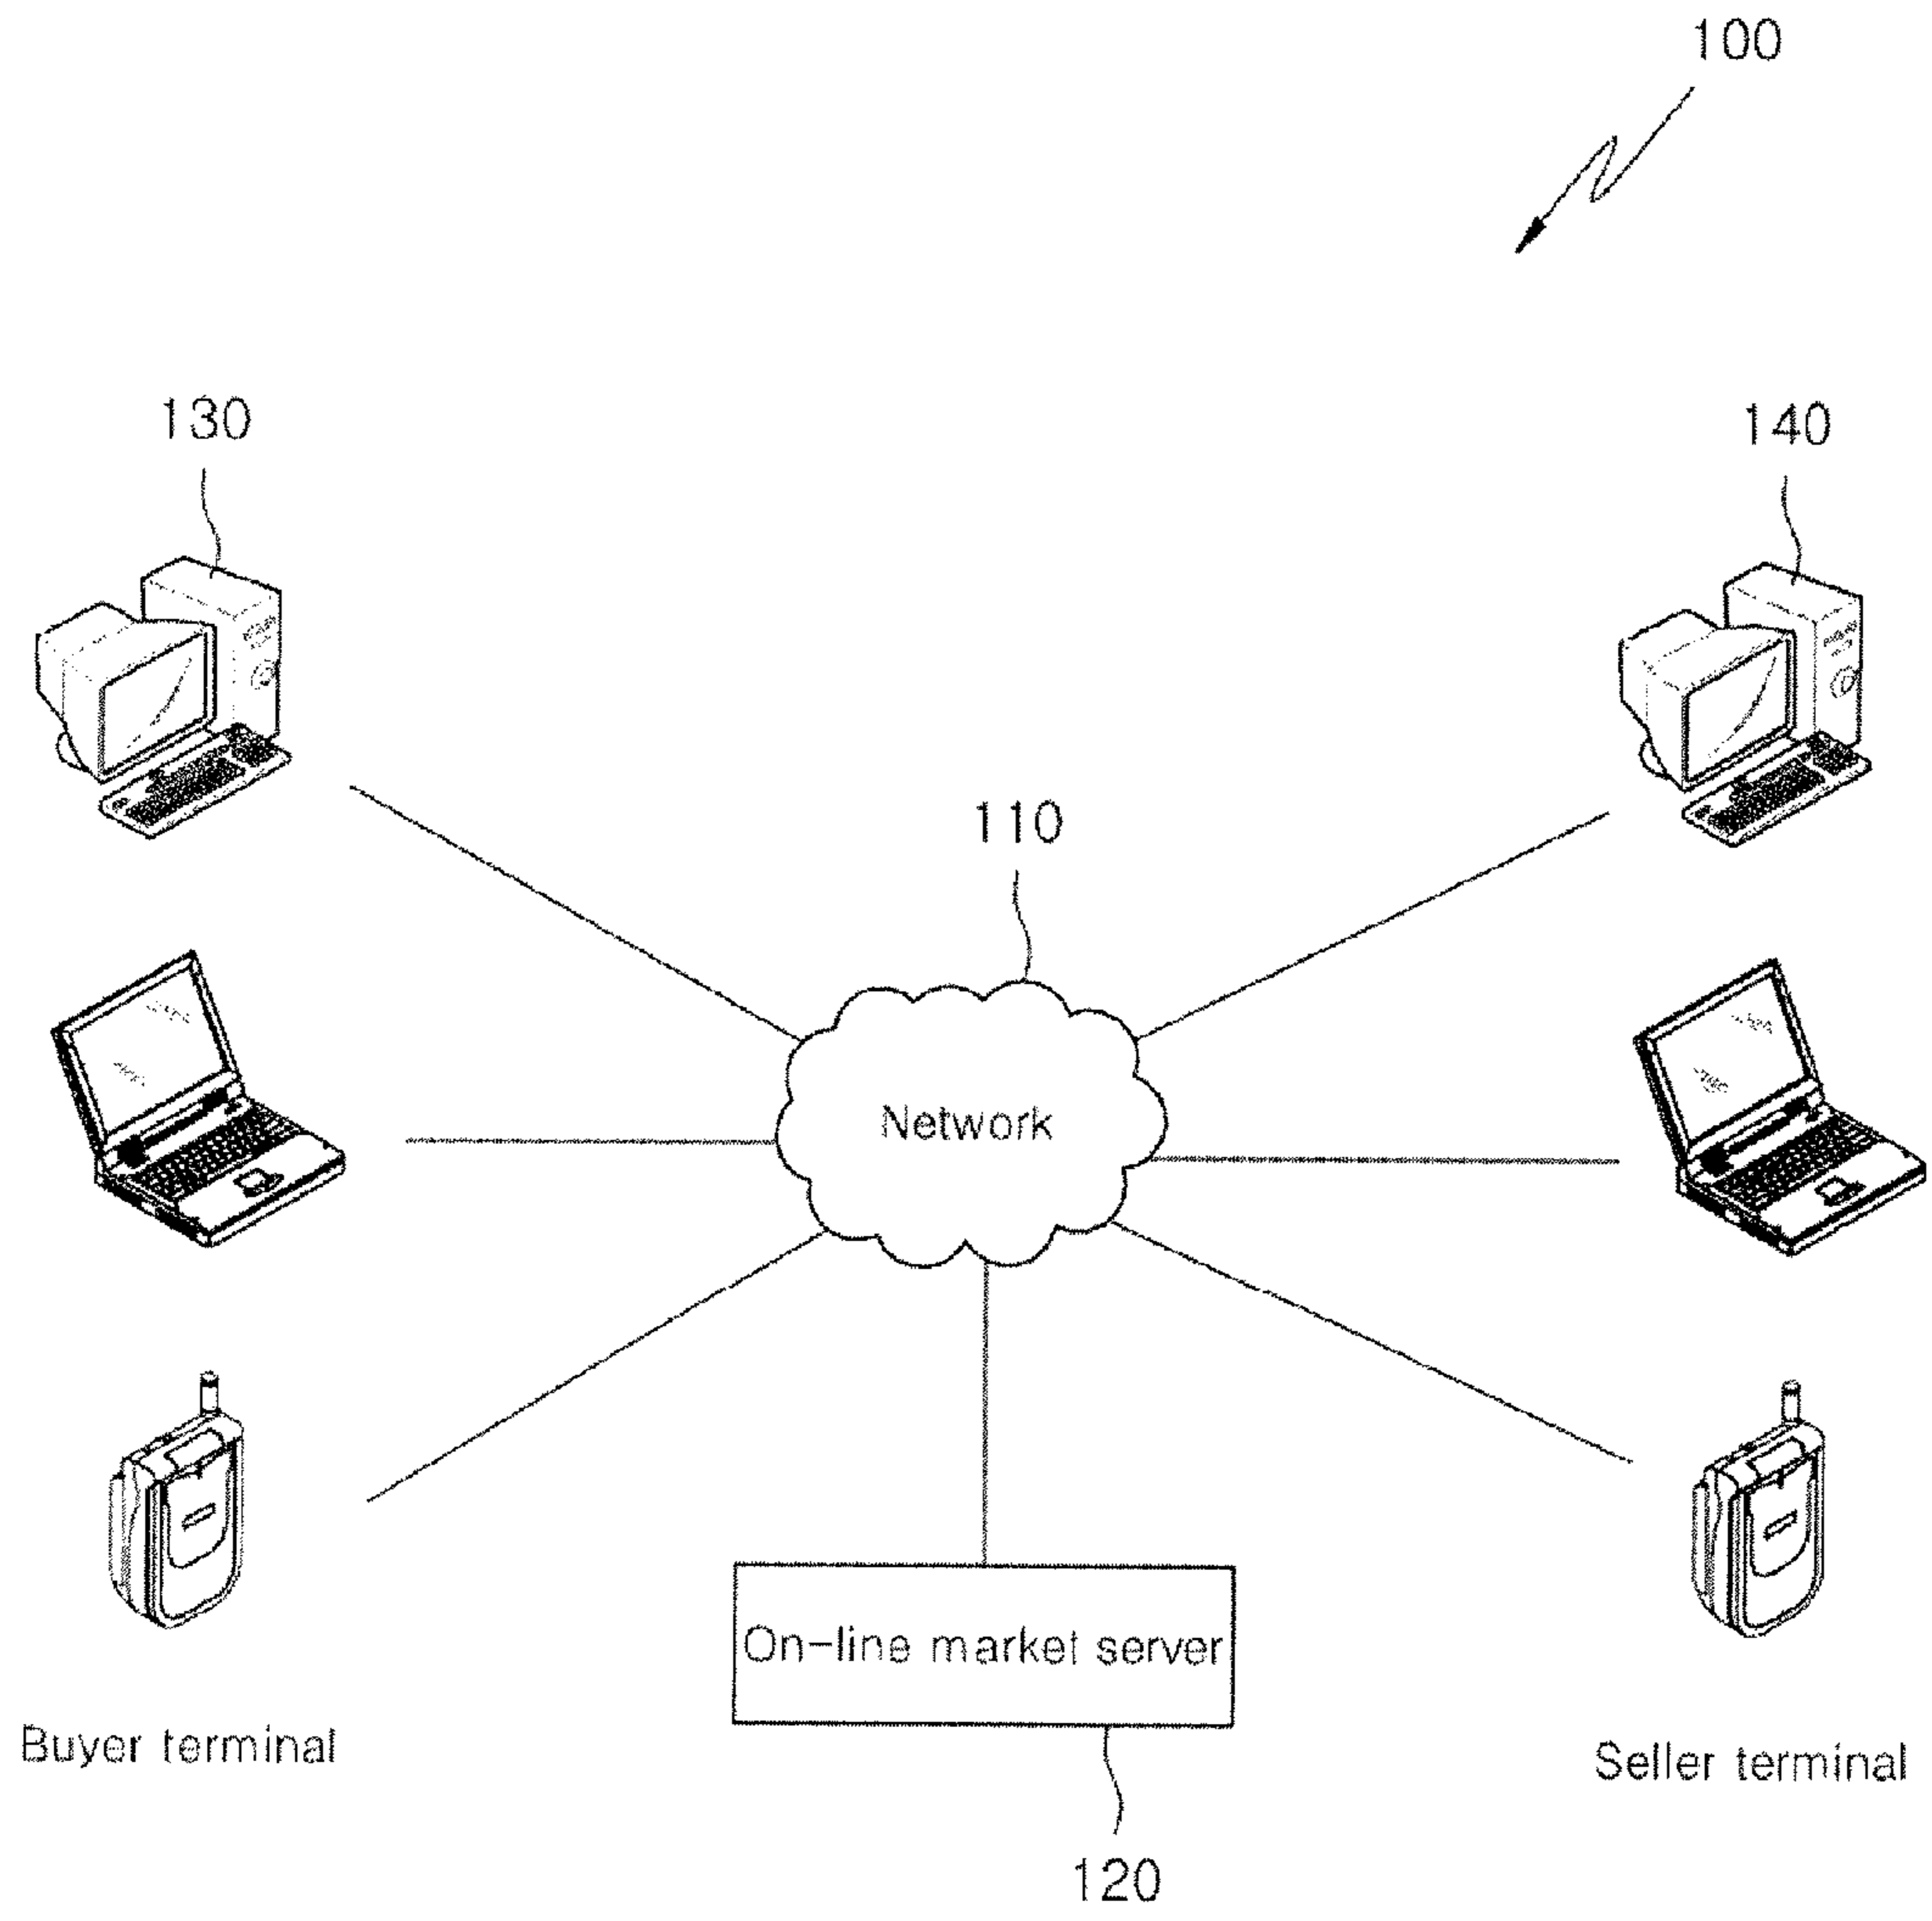 100
130
140
110
Network
On-line market server
Buyer terminal
Seller terminal
120